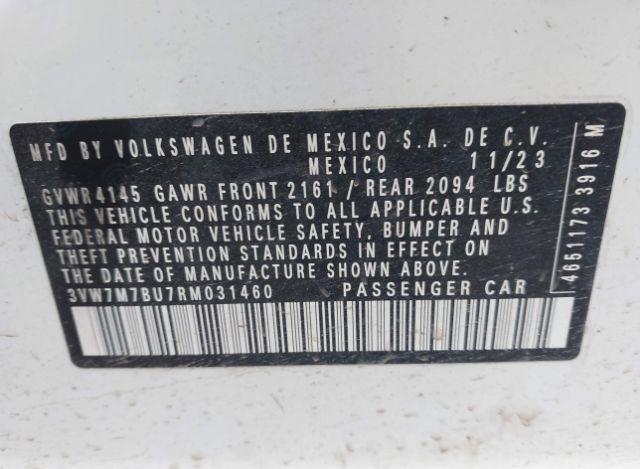 MFD BY VOLKSWAGEN DE MEXICO S.A. DE C.V.
MEXICO 11/23
GVWR 4145 GAWR FRONT 2161 / REAR 2094 LBS
THIS VEHICLE CONFORMS TO ALL APPLICABLE U.S.
FEDERAL MOTOR VEHICLE SAFETY, BUMPER AND
THEFT PREVENTION STANDARDS IN EFFECT ON
THE DATE OF MANUFACTURE SHOWN ABOVE.
3VW7M7BU7RM031460 PASSENGER CAR
4651173 3916 M